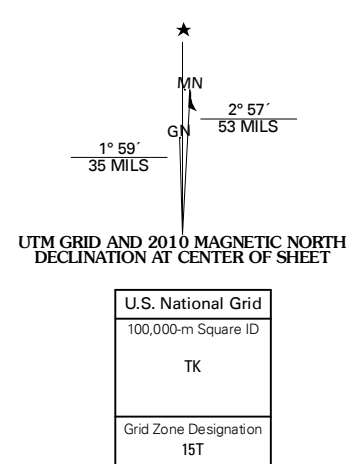 MN
2° 57´
53 MILS
GN
1° 59´
35 MILS
UTM GRID AND 2010 MAGNETIC NORTH
DECLINATION AT CENTER OF SHEET
U.S. National Grid
100,000-m Square ID
TK
Grid Zone Designation
15T